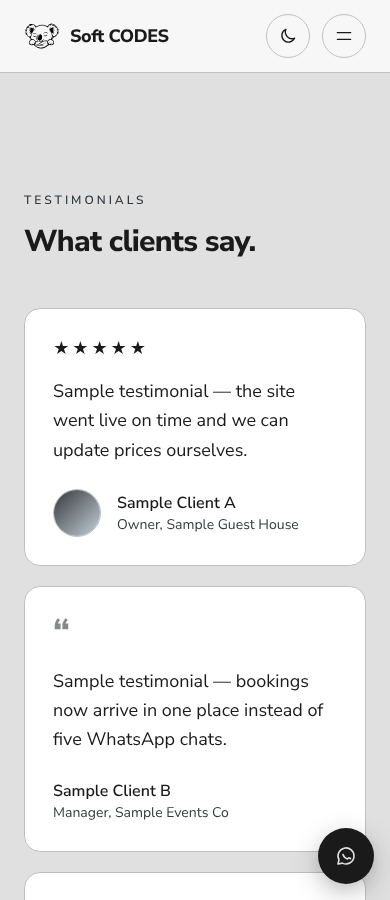 Soft CODES
TESTIMONIALS
What clients say.
★★★★★
Sample testimonial — the site
went live on time and we can
update prices ourselves.
Sample Client A
Owner, Sample Guest House
“
Sample testimonial — bookings
now arrive in one place instead of
five WhatsApp chats.
Sample Client B
Manager, Sample Events Co